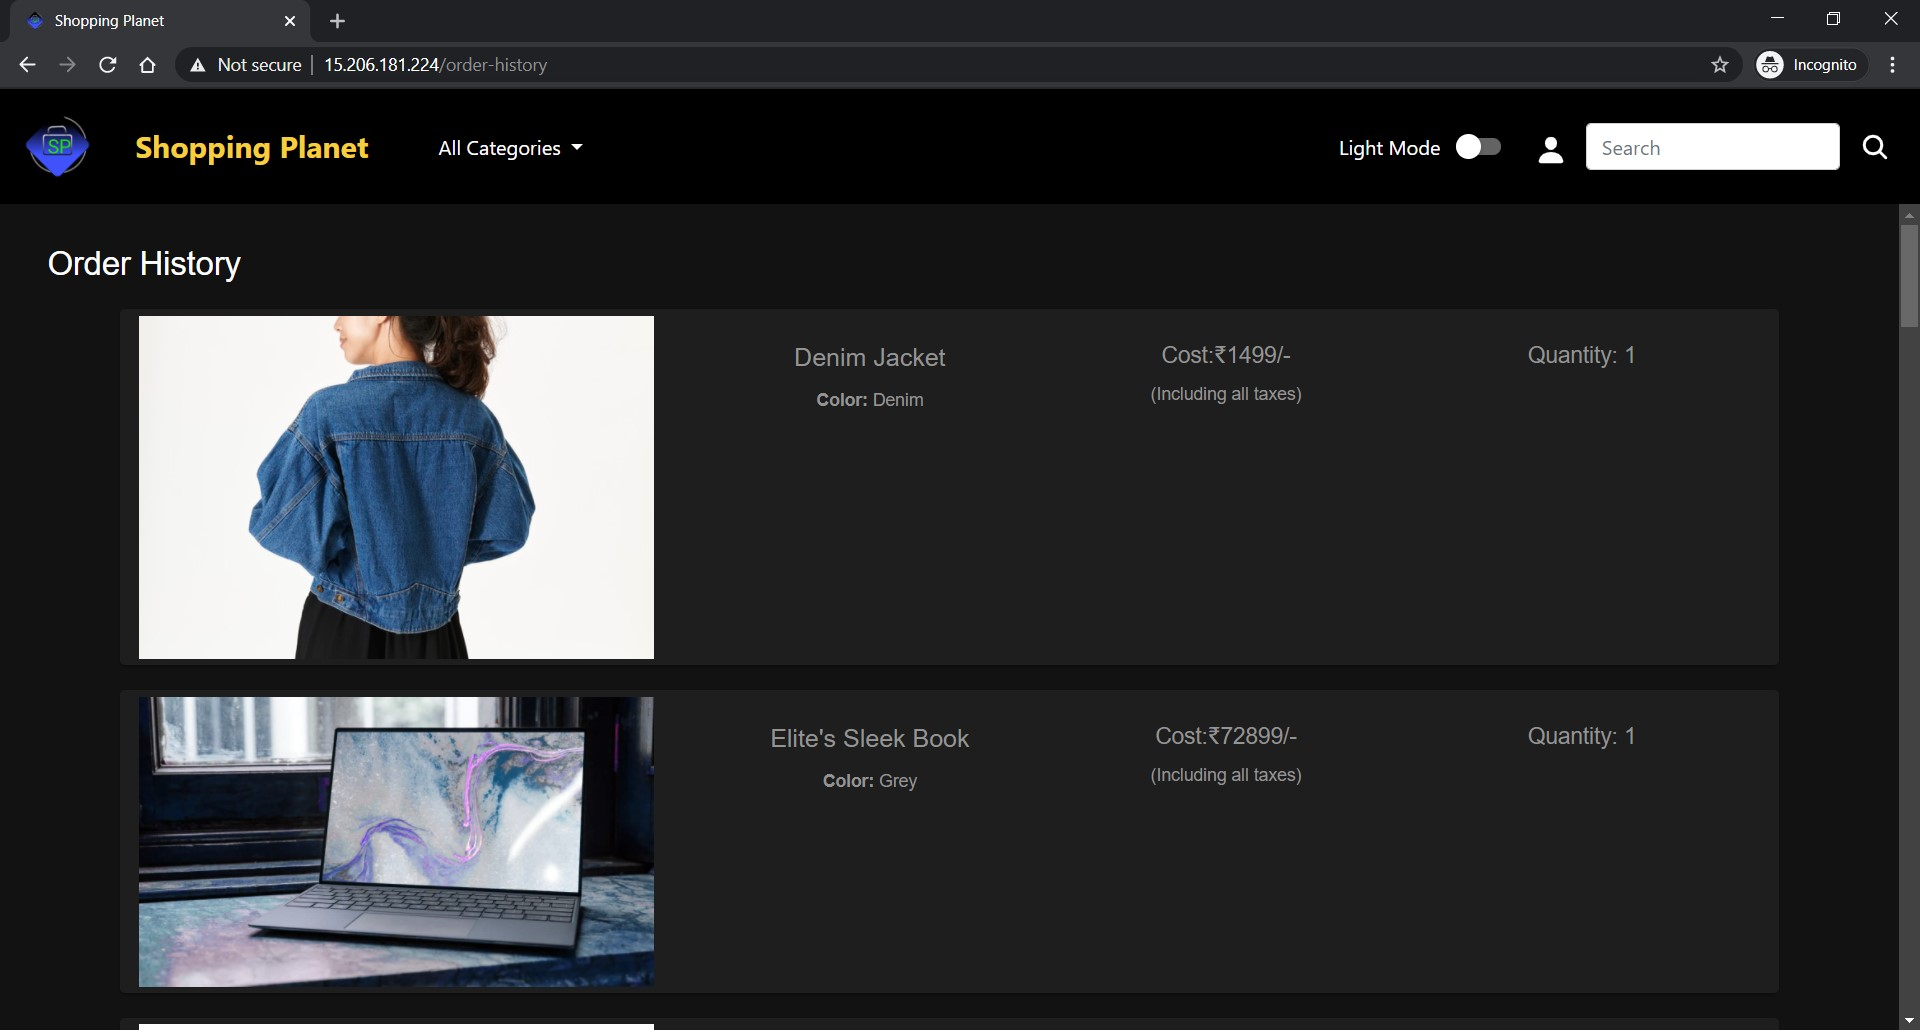 Shopping Planet
Not secure
15.206.181.224/order-history
Incognito
SP
Shopping Planet
All Categories
Light Mode
Search
Order History
Denim Jacket
Color: Denim
Cost:₹1499/-
(Including all taxes)
Quantity: 1
Elite's Sleek Book
Color: Grey
Cost:₹72899/-
(Including all taxes)
Quantity: 1